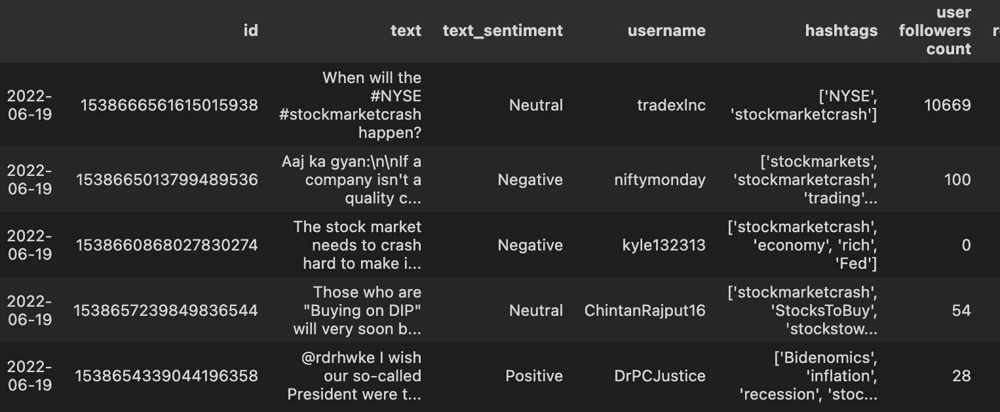 id text text_sentiment username hashtags user followers count
2022-06-19 1538666561615015938 When will the #NYSE #stockmarketcrash happen? Neutral tradexlnc ['NYSE', 'stockmarketcrash'] 10669
2022-06-19 1538665013799489536 Aaj ka gyan:\n\nIf a company isn't a quality c... Negative niftymonday ['stockmarkets', 'stockmarketcrash', 'trading'... 100
2022-06-19 1538660868027830274 The stock market needs to crash hard to make i... Negative kyle132313 ['stockmarketcrash', 'economy', 'rich', 'Fed'] 0
2022-06-19 1538657239849836544 Those who are "Buying on DIP" will very soon b... Neutral ChintanRajput16 ['stockmarketcrash', 'StocksToBuy', 'stockstow... 54
2022-06-19 1538654339044196358 @rdrhwke I wish our so-called President were t... Positive DrPCJustice ['Bidenomics', 'inflation', 'recession', 'stoc... 28